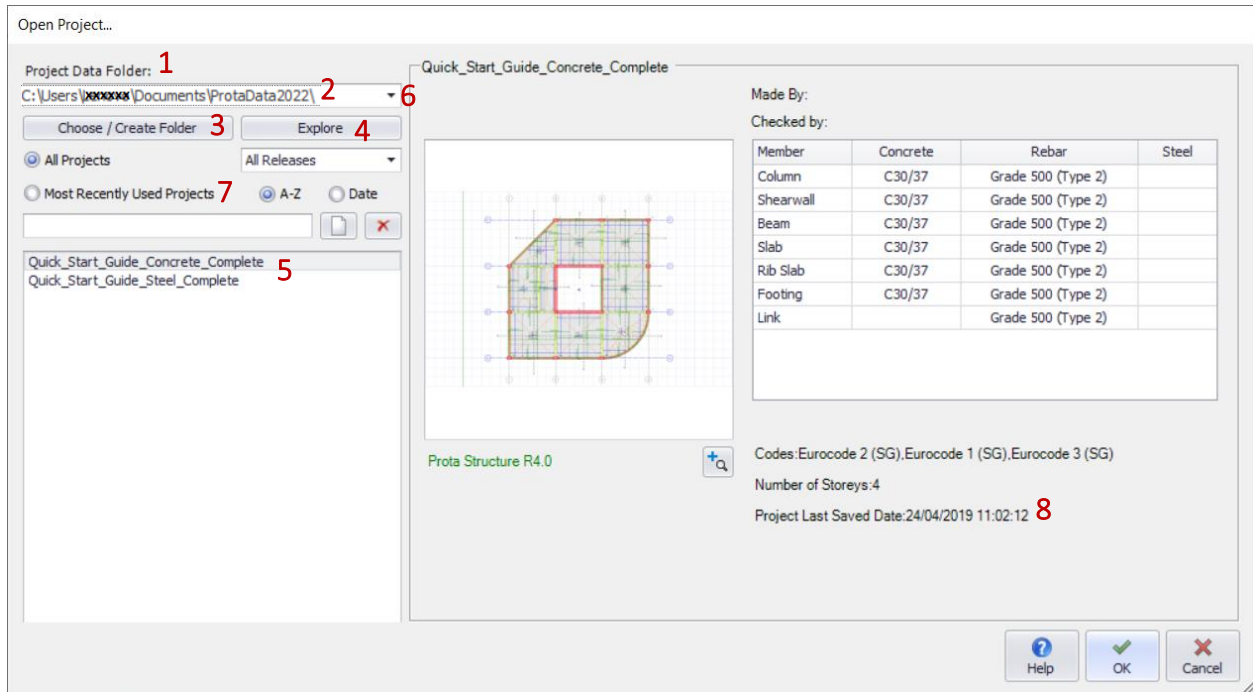 Open Project...
Project Data Folder: 1
C:\Users\xxxxxx\Documents\ProtaData2022\ 2 6
Choose / Create Folder 3 Explore 4
All Projects All Releases
Most Recently Used Projects 7 A-Z Date
Quick_Start_Guide_Concrete_Complete 5
Quick_Start_Guide_Steel_Complete
Quick_Start_Guide_Concrete_Complete
Prota Structure R4.0
Made By:
Checked by:
Member Concrete Rebar Steel
Column C30/37 Grade 500 (Type 2)
Shearwall C30/37 Grade 500 (Type 2)
Beam C30/37 Grade 500 (Type 2)
Slab C30/37 Grade 500 (Type 2)
Rib Slab C30/37 Grade 500 (Type 2)
Footing C30/37 Grade 500 (Type 2)
Link Grade 500 (Type 2)
Codes:Eurocode 2 (SG),Eurocode 1 (SG),Eurocode 3 (SG)
Number of Storeys:4
Project Last Saved Date:24/04/2019 11:02:12 8
Help OK Cancel